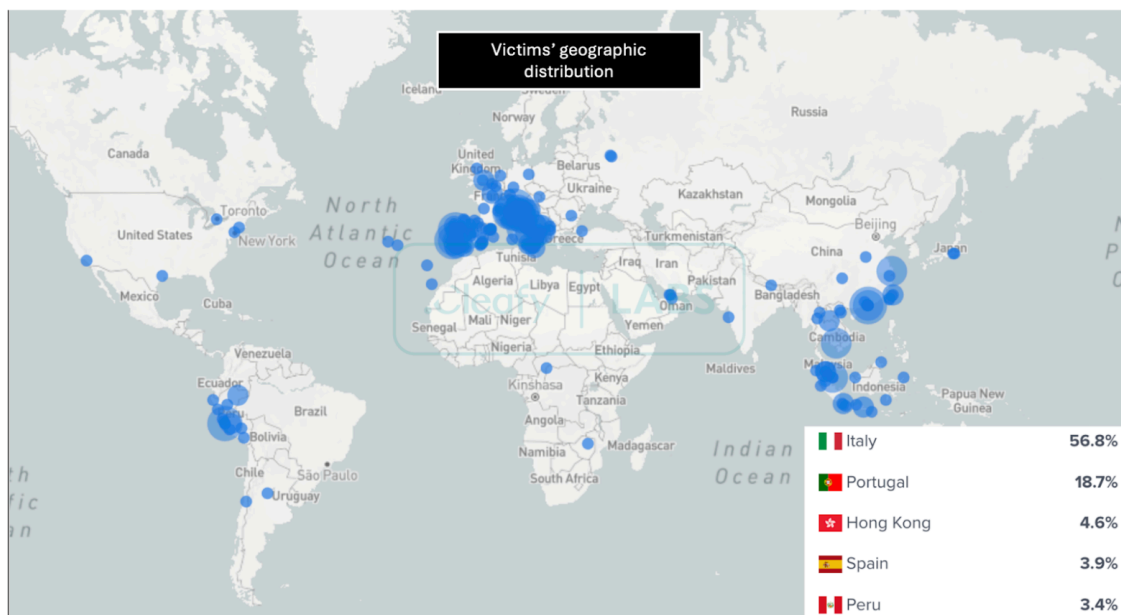 Victims' geographic
distribution
Iceland
Sweden
Norway
Russia
Canada
United
Kingdom
Belarus
Ukraine
Kazakhstan
Mongolia
North
Atlantic
Ocean
Toronto
United States
New York
Greece
Turkmenistan
Beijing
China
Japan
Tunisia
Iraq
Iran
Pakistan
Mexico
Cuba
Algeria
Libya
Egypt
Bangladesh
Oman
Cleafy | LABS
Senegal
Mali
Niger
Yemen
Cambodia
Nigeria
Ethiopia
Venezuela
Maldives
Malaysia
Ecuador
Kenya
Indonesia
Kinshasa
Papua New
Guinea
Tanzania
Brazil
Angola
Bolivia
Madagascar
Namibia
Indian
Ocean
Chile
São Paulo
South Africa
Uruguay
Italy 56.8%
Portugal 18.7%
Hong Kong 4.6%
Spain 3.9%
Peru 3.4%